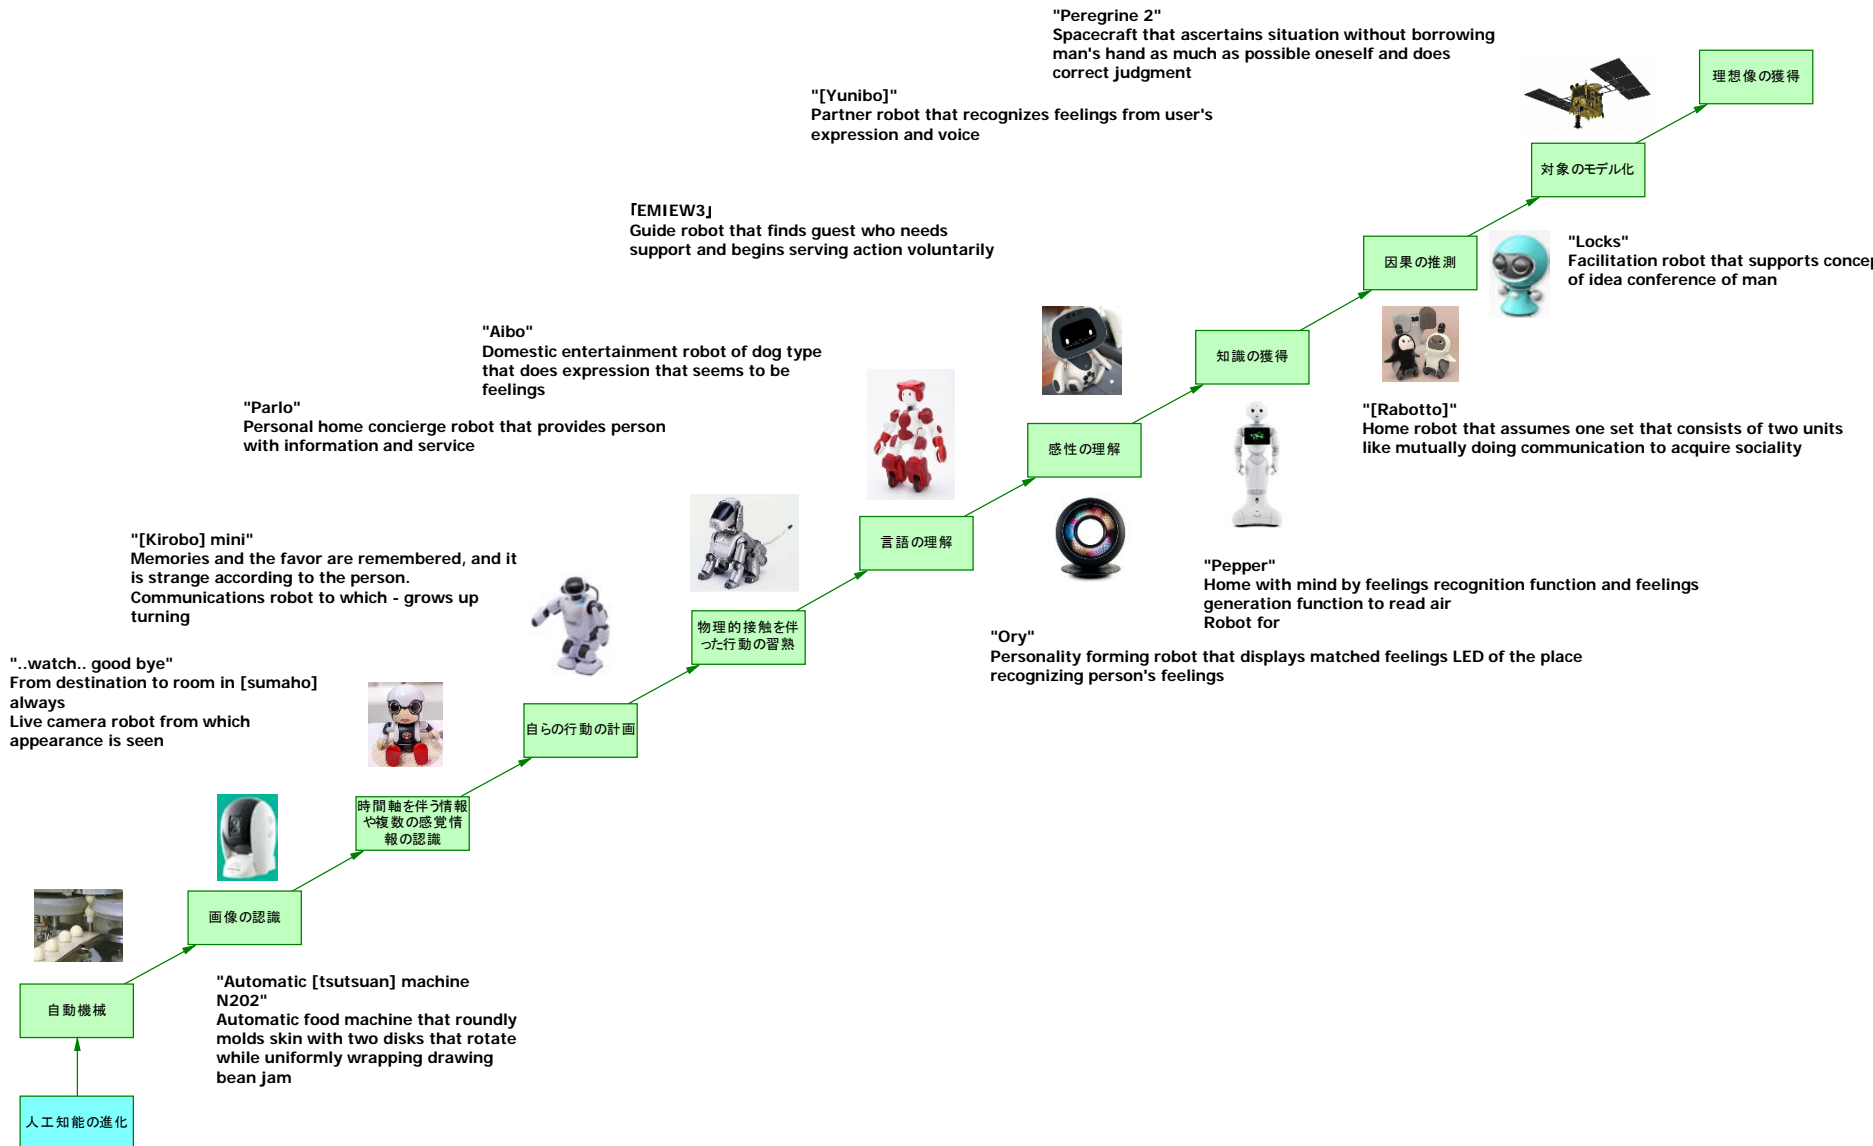 "Peregrine 2"
Spacecraft that ascertains situation without borrowing
man's hand as much as possible oneself and does
correct judgment
理想像の獲得
"[Yunibo]"
Partner robot that recognizes feelings from user's
expression and voice
対象のモデル化
「EMIEW3」
Guide robot that finds guest who needs
support and begins serving action voluntarily
因果の推測
"Locks"
Facilitation robot that supports concep
of idea conference of man
"Aibo"
Domestic entertainment robot of dog type
that does expression that seems to be
feelings
知識の獲得
"Parlo"
Personal home concierge robot that provides person
with information and service
"[Rabotto]"
Home robot that assumes one set that consists of two units
like mutually doing communication to acquire sociality
感性の理解
"[Kirobo] mini"
Memories and the favor are remembered, and it
is strange according to the person.
Communications robot to which - grows up
turning
言語の理解
"Pepper"
Home with mind by feelings recognition function and feelings
generation function to read air
Robot for
物理的接触を伴
った行動の習熟
"Ory"
Personality forming robot that displays matched feelings LED of the place
recognizing person's feelings
"..watch.. good bye"
From destination to room in [sumaho]
always
Live camera robot from which
appearance is seen
自らの行動の計画
時間軸を伴う情報
や複数の感覚情
報の認識
画像の認識
"Automatic [tsutsuan] machine
N202"
Automatic food machine that roundly
molds skin with two disks that rotate
while uniformly wrapping drawing
bean jam
自動機械
人工知能の進化